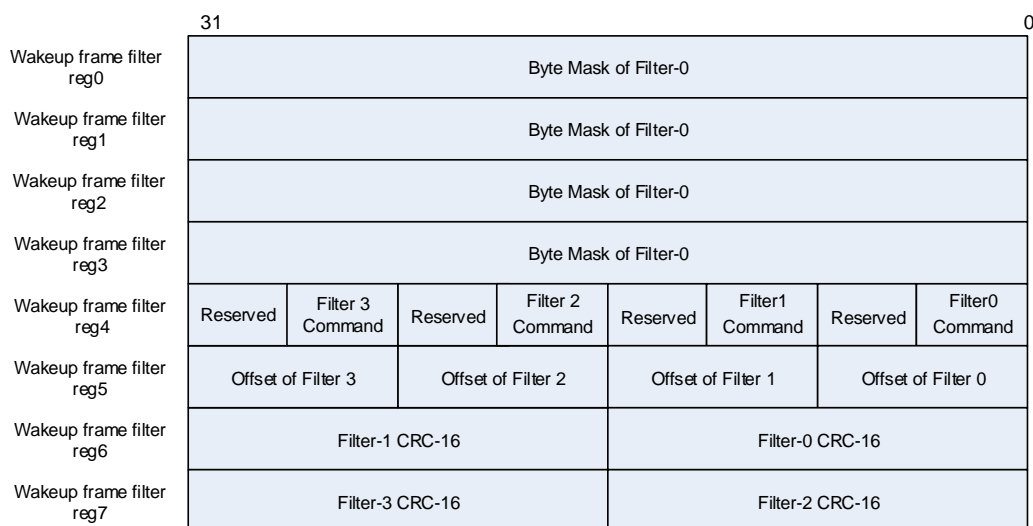 31 0
Wakeup frame filter
reg0
Byte Mask of Filter-0
Wakeup frame filter
reg1
Byte Mask of Filter-0
Wakeup frame filter
reg2
Byte Mask of Filter-0
Wakeup frame filter
reg3
Byte Mask of Filter-0
Wakeup frame filter
reg4
Reserved
Filter 3
Command
Reserved
Filter 2
Command
Reserved
Filter1
Command
Reserved
Filter0
Command
Wakeup frame filter
reg5
Offset of Filter 3
Offset of Filter 2
Offset of Filter 1
Offset of Filter 0
Wakeup frame filter
reg6
Filter-1 CRC-16
Filter-0 CRC-16
Wakeup frame filter
reg7
Filter-3 CRC-16
Filter-2 CRC-16